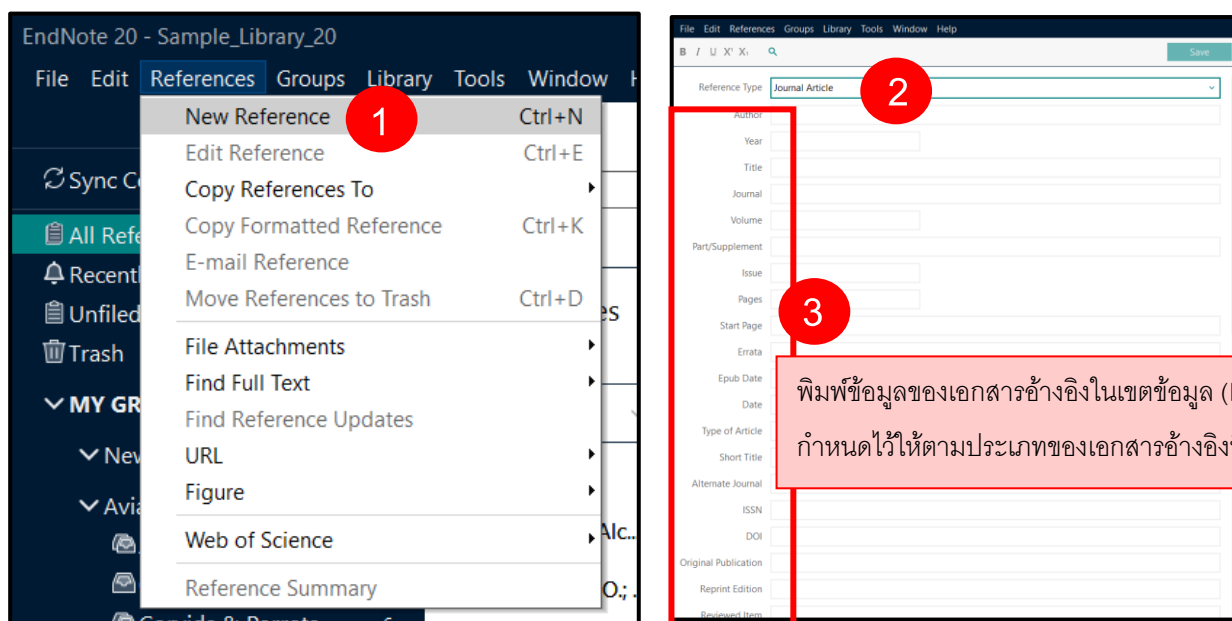 EndNote 20 - Sample_Library_20
File Edit References Groups Library Tools Window
New Reference 1 Ctrl+N
Edit Reference Ctrl+E
Sync
Copy References To
All
Copy Formatted Reference Ctrl+K
E-mail Reference
Move References to Trash Ctrl+D
Unfiled
Trash
File Attachments
Find Full Text
MY
Find Reference Updates
URL
Figure
Web of Science
Reference Summary
File Edit References Groups Library Tools Window Help
B I U X¹ X₁ Save
Reference Type Journal Article 2
Author
Year
Title
Journal
Volume
Part/Supplement
Issue
Pages
3
Start Page
Errata
Epub Date
Date
Type of Article
Short Title
Alternate Journal
ISSN
DOI
Original Publication
Reprint Edition
Reviewed Item
พิมพ์ข้อมูลของเอกสารอ้างอิงในเขตข้อมูล (
กำหนดไว้ให้ตามประเภทของเอกสารอ้างอิง